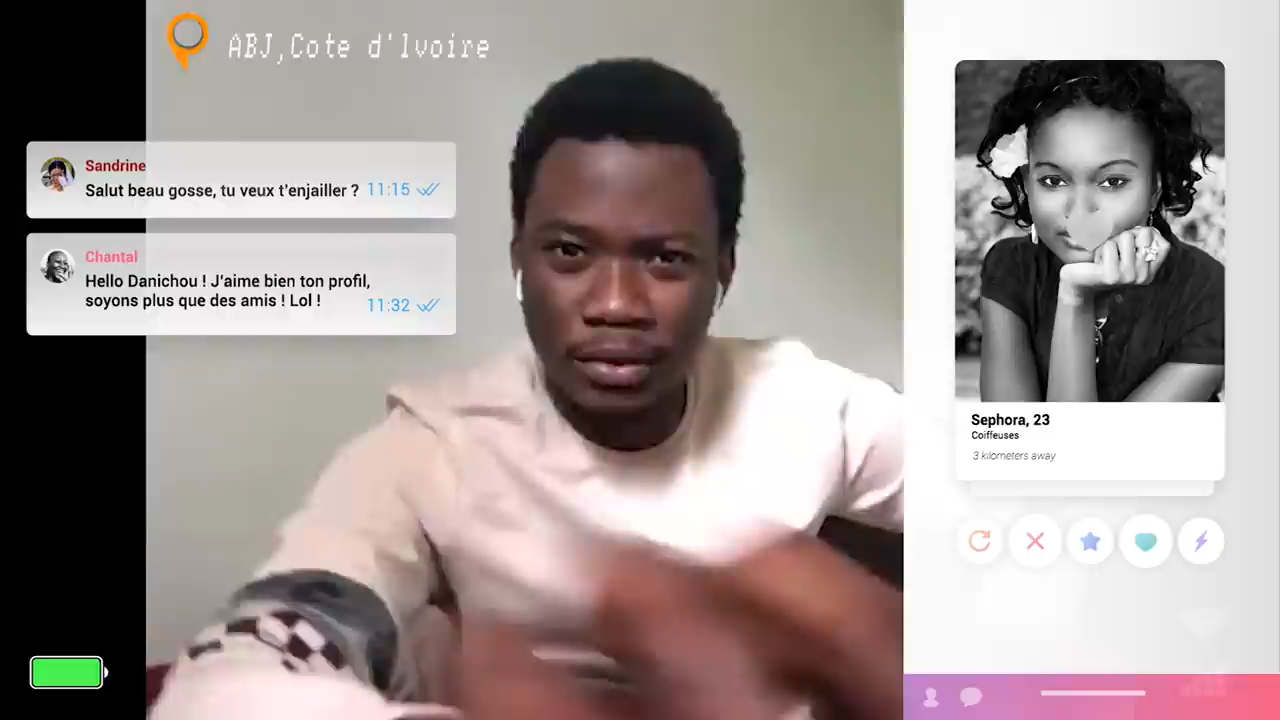 ABJ,Cote d'Ivoire
Sandrine
Salut beau gosse, tu veux t'enjailler ? 11:15
Chantal
Hello Danichou ! J'aime bien ton profil,
soyons plus que des amis ! Lol ! 11:32
Sephora, 23
Coiffeuses
3 kilometers away